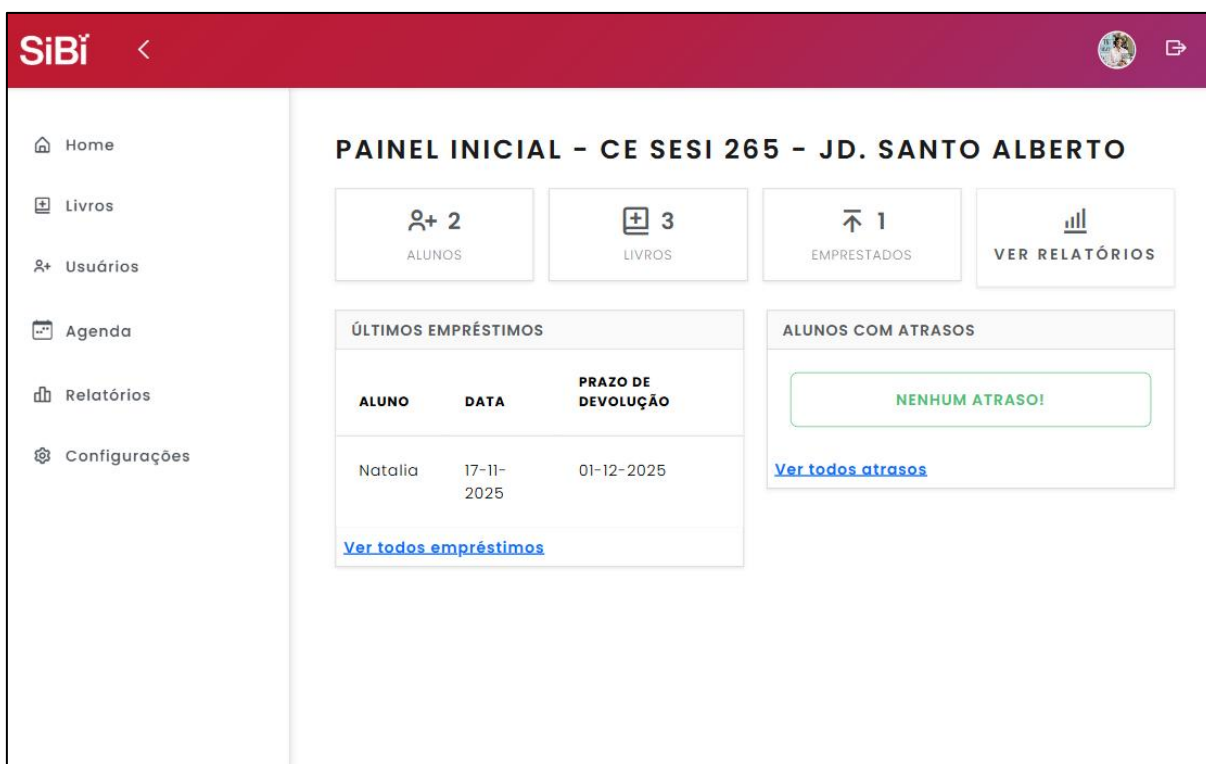 SiBi
Home
Livros
Usuários
Agenda
Relatórios
Configurações
PAINEL INICIAL - CE SESI 265 - JD. SANTO ALBERTO
2
ALUNOS
3
LIVROS
1
EMPRESTADOS
VER RELATÓRIOS
ÚLTIMOS EMPRÉSTIMOS
ALUNO DATA PRAZO DE
DEVOLUÇÃO
Natalia 17-11- 01-12-2025
2025
Ver todos empréstimos
ALUNOS COM ATRASOS
NENHUM ATRASO!
Ver todos atrasos